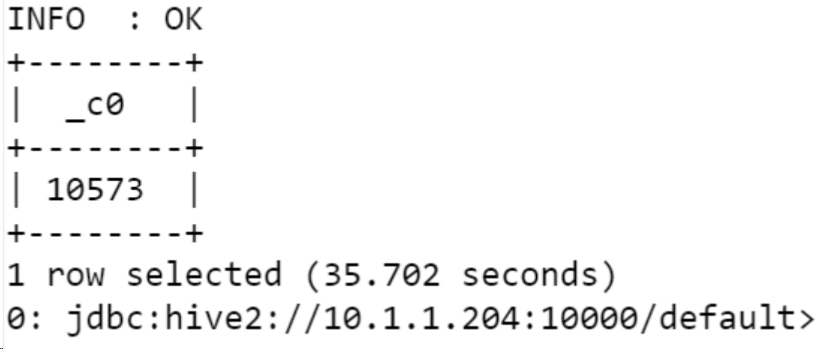 INFO  : OK
+--------+
|  _c0   |
+--------+
| 10573  |
+--------+
1 row selected (35.702 seconds)
0: jdbc:hive2://10.1.1.204:10000/default>